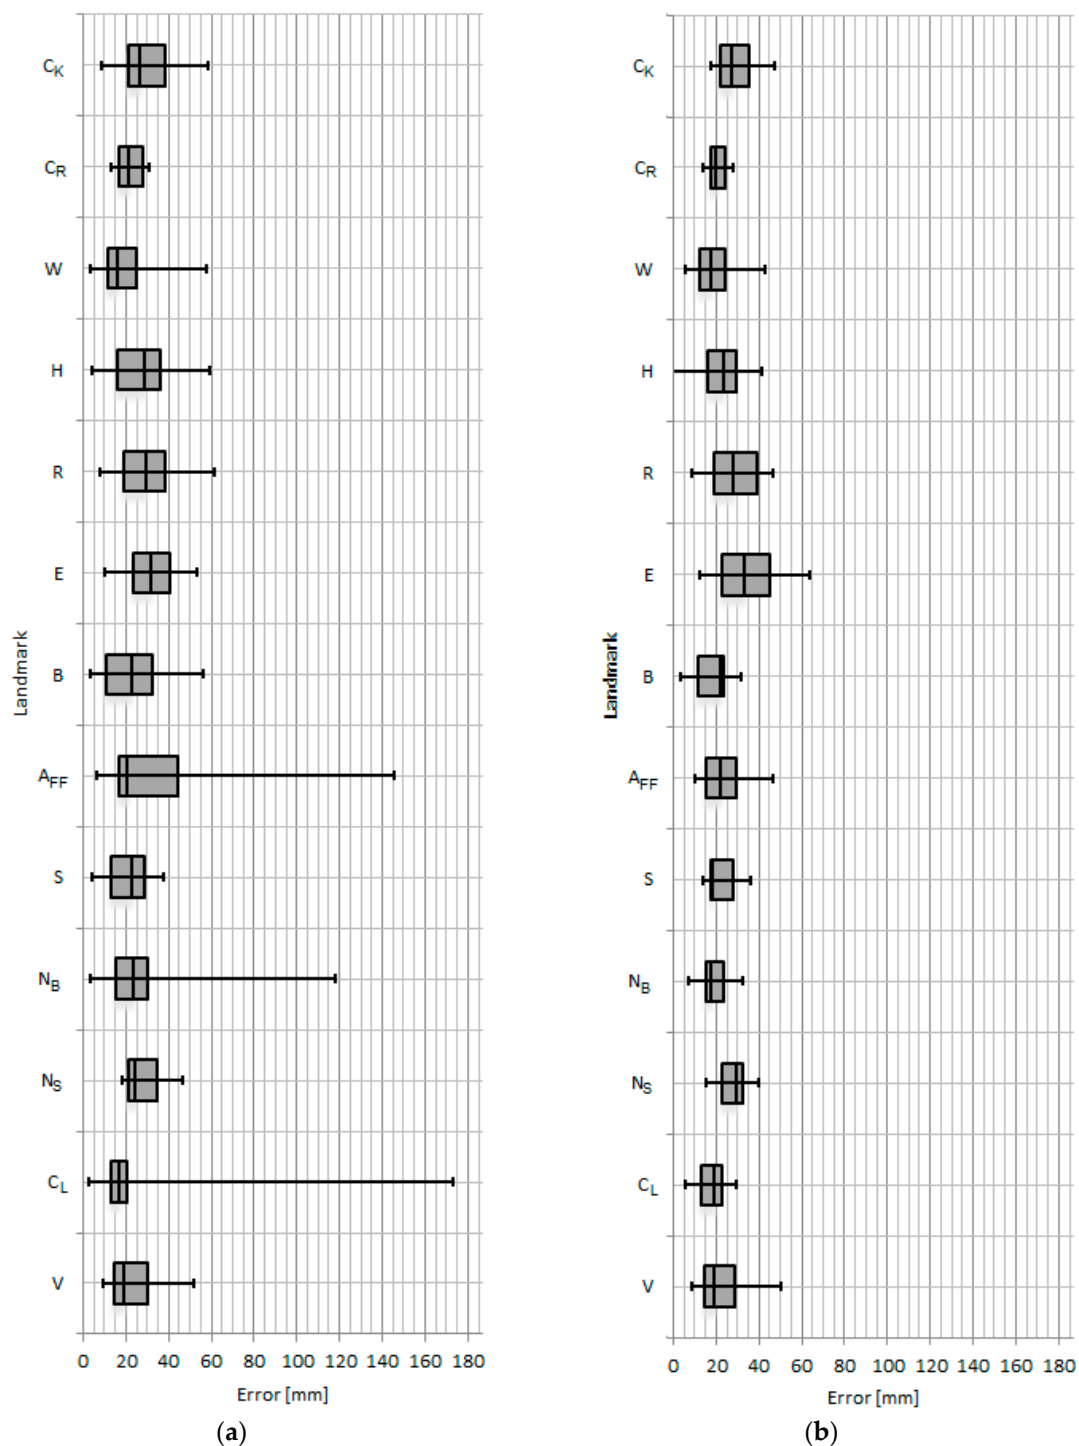 C_K
C_R
W
H
R
E
B
A_FF
S
N_B
N_S
C_L
V
Landmark
0 20 40 60 80 100 120 140 160 180
Error [mm]
(a)
C_K
C_R
W
H
R
E
B
A_FF
S
N_B
N_S
C_L
V
Landmark
0 20 40 60 80 100 120 140 160 180
Error [mm]
(b)